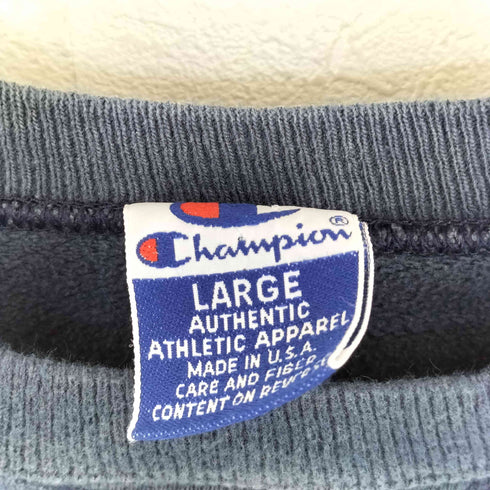 Champion®
LARGE
AUTHENTIC
ATHLETIC APPAREL
MADE IN U.S.A.
CARE AND FIBER
CONTENT ON REVERSE